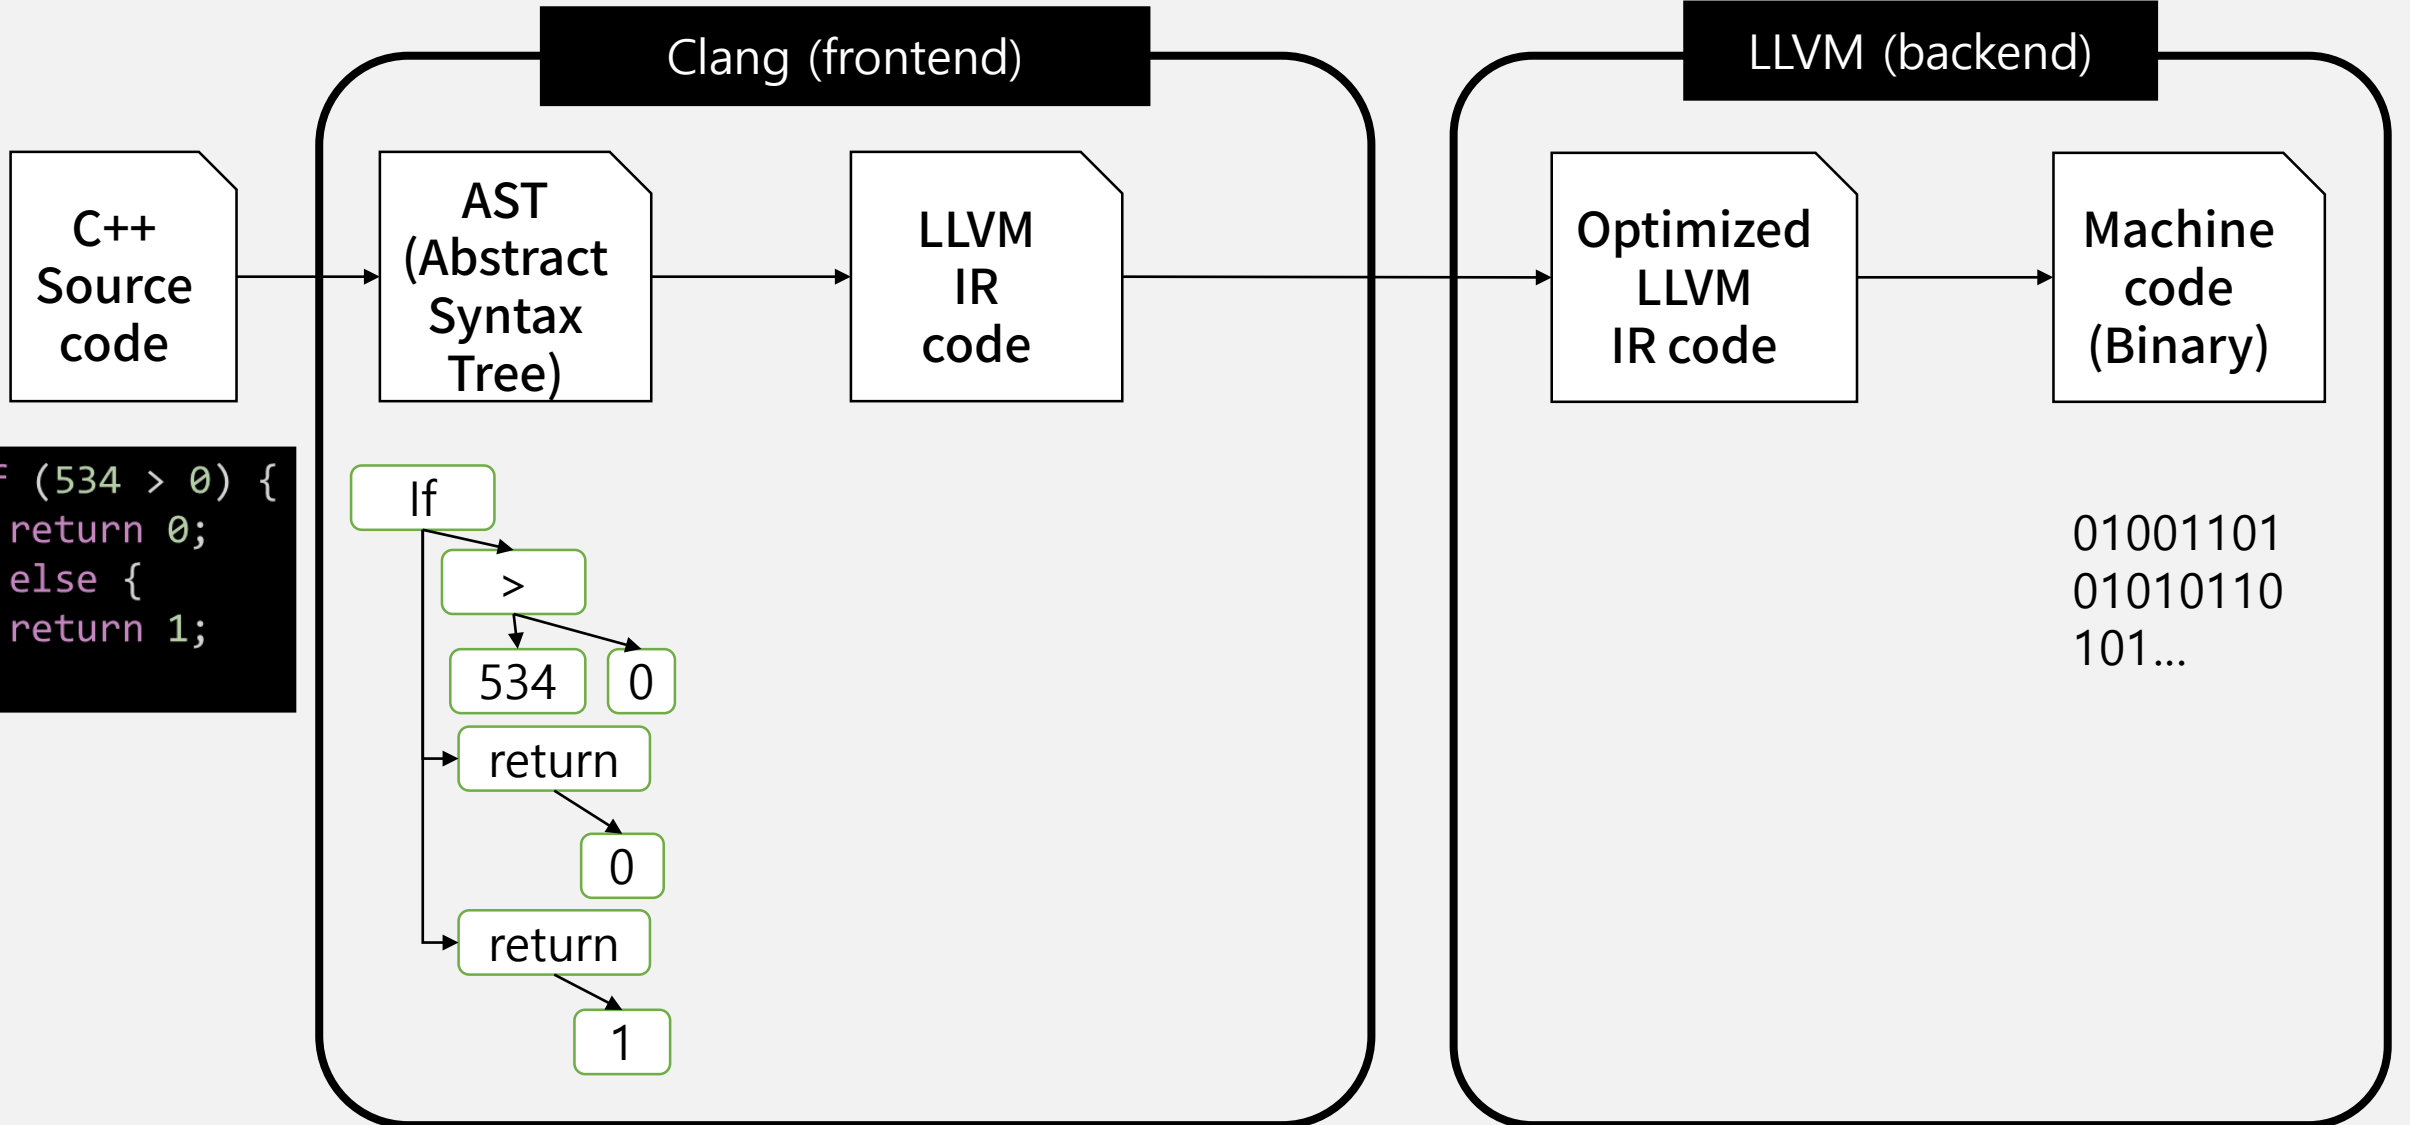 Clang (frontend)
LLVM (backend)
C++
Source
code
AST
(Abstract
Syntax
Tree)
LLVM
IR
code
Optimized
LLVM
IR code
Machine
code
(Binary)
(534 > 0) {
return 0;
else {
return 1;
If
>
534
0
return
0
return
1
01001101
01010110
101...